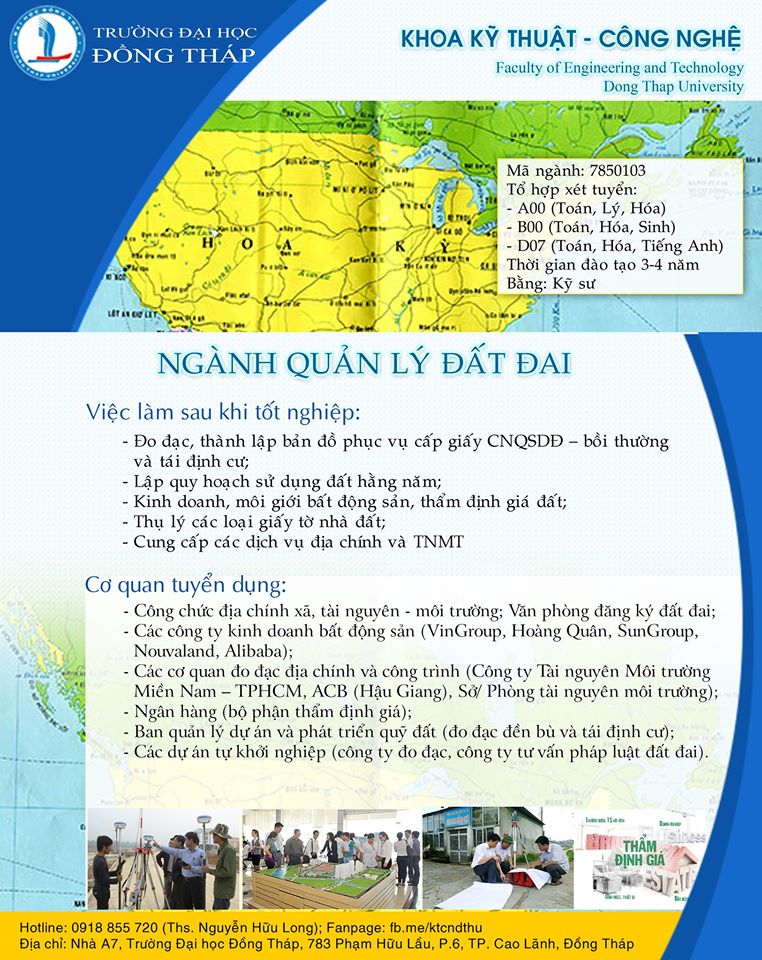 TRƯỜNG ĐẠI HỌC
ĐỒNG THÁP
KHOA KỸ THUẬT - CÔNG NGHỆ
Faculty of Engineering and Technology
Dong Thap University
Mã ngành: 7850103
Tổ hợp xét tuyển:
- A00 (Toán, Lý, Hóa)
- B00 (Toán, Hóa, Sinh)
- D07 (Toán, Hóa, Tiếng Anh)
Thời gian đào tạo 3-4 năm
Bằng: Kỹ sư
HOA KỲ
NGÀNH QUẢN LÝ ĐẤT ĐAI
Việc làm sau khi tốt nghiệp:
- Đo đạc, thành lập bản đồ phục vụ cấp giấy CNQSDĐ – bồi thường
và tái định cư;
- Lập quy hoạch sử dụng đất hằng năm;
- Kinh doanh, môi giới bất động sản, thẩm định giá đất;
- Thụ lý các loại giấy tờ nhà đất;
- Cung cấp các dịch vụ địa chính và TNMT
Cơ quan tuyển dụng:
- Công chức địa chính xã, tài nguyên - môi trường; Văn phòng đăng ký đất đai;
- Các công ty kinh doanh bất động sản (VinGroup, Hoàng Quân, SunGroup,
Nouvaland, Alibaba);
- Các cơ quan đo đạc địa chính và công trình (Công ty Tài nguyên Môi trường
Miền Nam – TPHCM, ACB (Hậu Giang), Sở/ Phòng tài nguyên môi trường);
- Ngân hàng (bộ phận thẩm định giá);
- Ban quản lý dự án và phát triển quỹ đất (đo đạc đền bù và tái định cư);
- Các dự án tự khởi nghiệp (công ty đo đạc, công ty tư vấn pháp luật đất đai).
THẨM
ĐỊNH GIÁ
Hotline: 0918 855 720 (Ths. Nguyễn Hữu Long); Fanpage: fb.me/ktcndthu
Địa chỉ: Nhà A7, Trường Đại học Đồng Tháp, 783 Phạm Hữu Lầu, P.6, TP. Cao Lãnh, Đồng Tháp